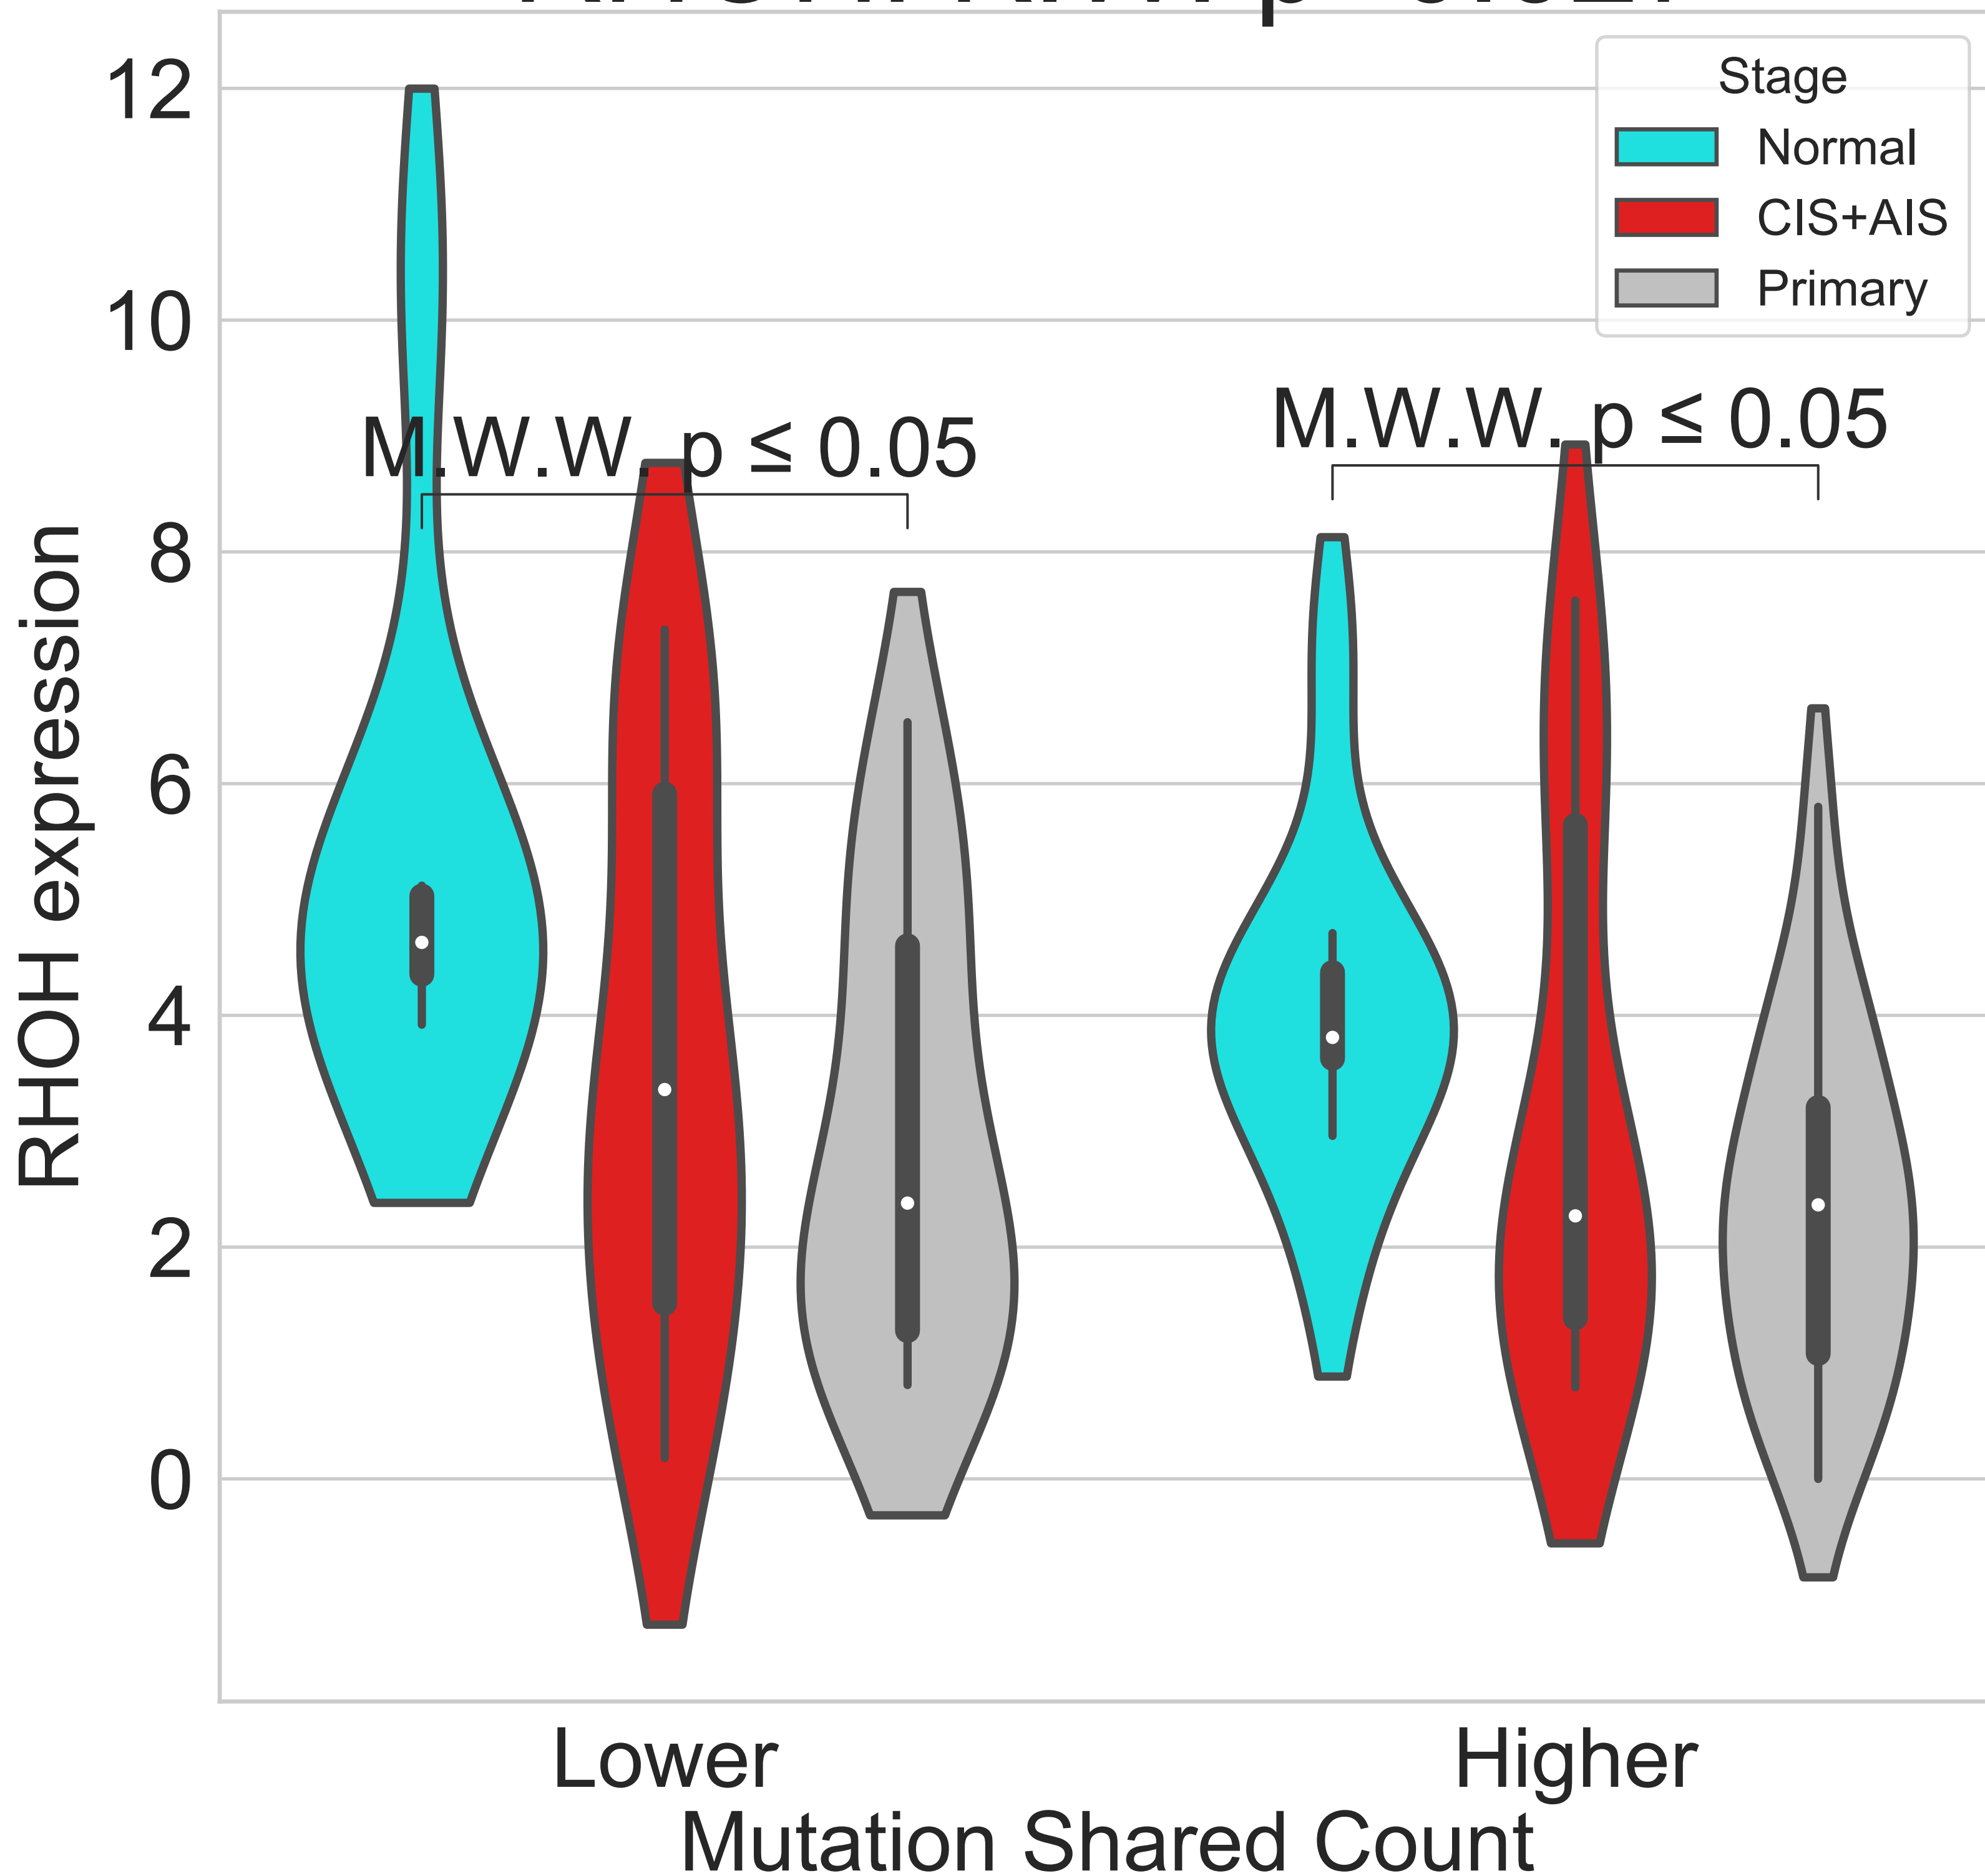 12
10
8
6
4
2
0
RHOH expression
Stage
Normal
CIS+AIS
Primary
M.W.W. p ≤ 0.05
M.W.W. p ≤ 0.05
Lower
Higher
Mutation Shared Count